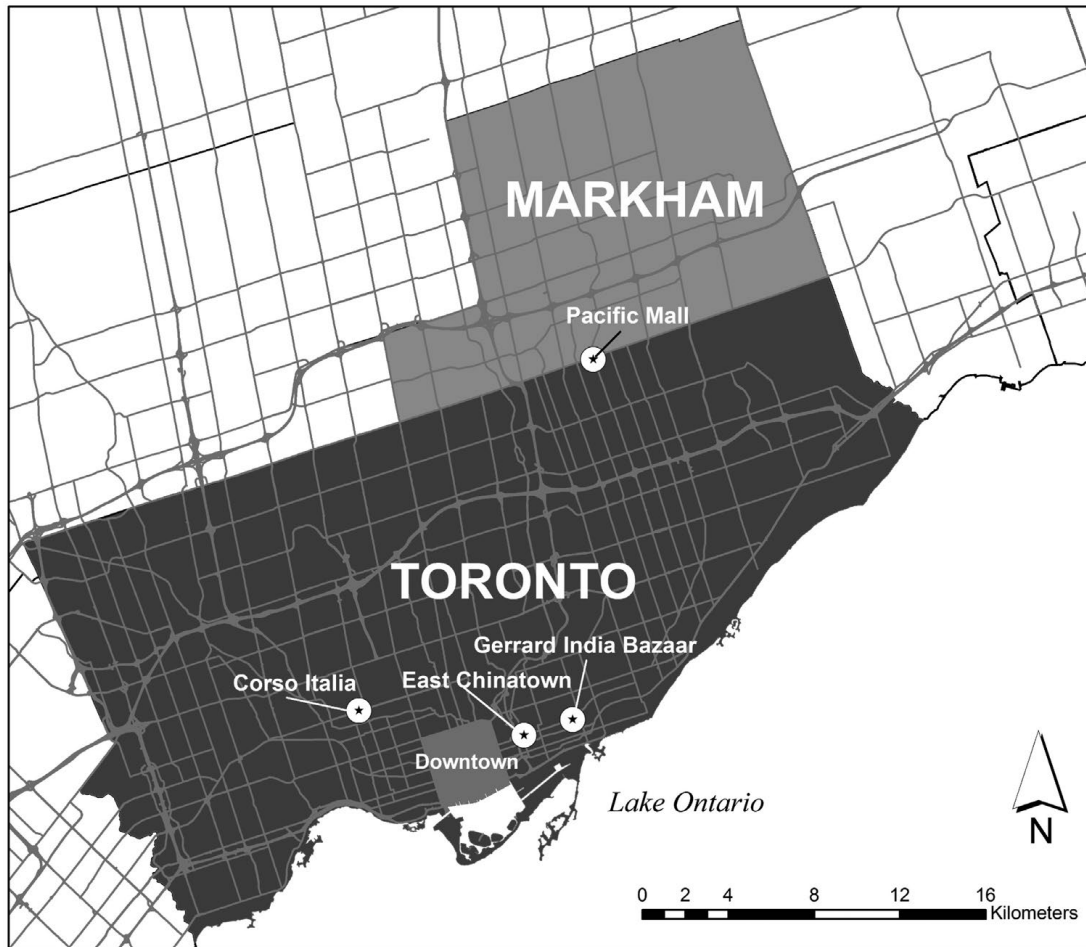 MARKHAM
Pacific Mall
TORONTO
Gerrard India Bazaar
Corso Italia
East Chinatown
Downtown
Lake Ontario
N
0 2 4 8 12 16
Kilometers